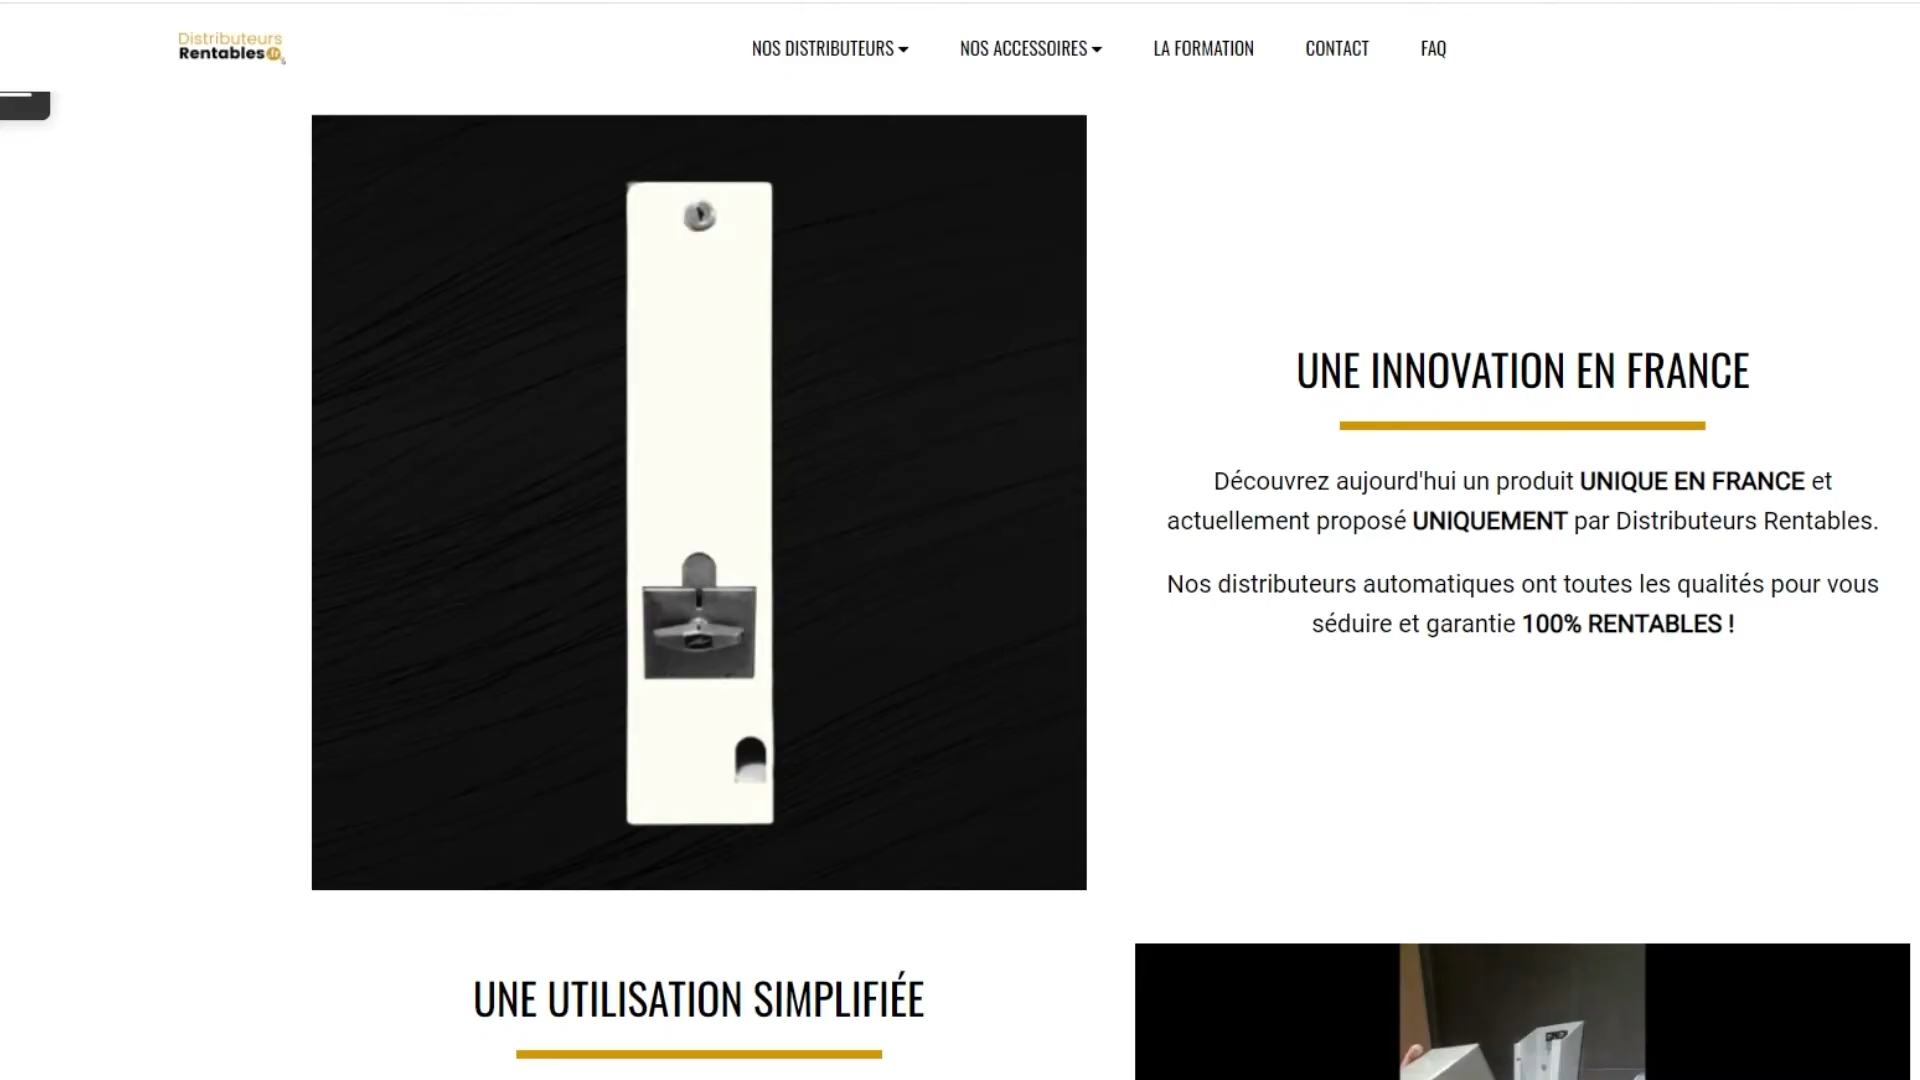 Distributeurs
Rentables.fr
NOS DISTRIBUTEURS
NOS ACCESSOIRES
LA FORMATION
CONTACT
FAQ
UNE INNOVATION EN FRANCE
Découvrez aujourd'hui un produit UNIQUE EN FRANCE et
actuellement proposé UNIQUEMENT par Distributeurs Rentables.
Nos distributeurs automatiques ont toutes les qualités pour vous
séduire et garantie 100% RENTABLES !
UNE UTILISATION SIMPLIFIÉE